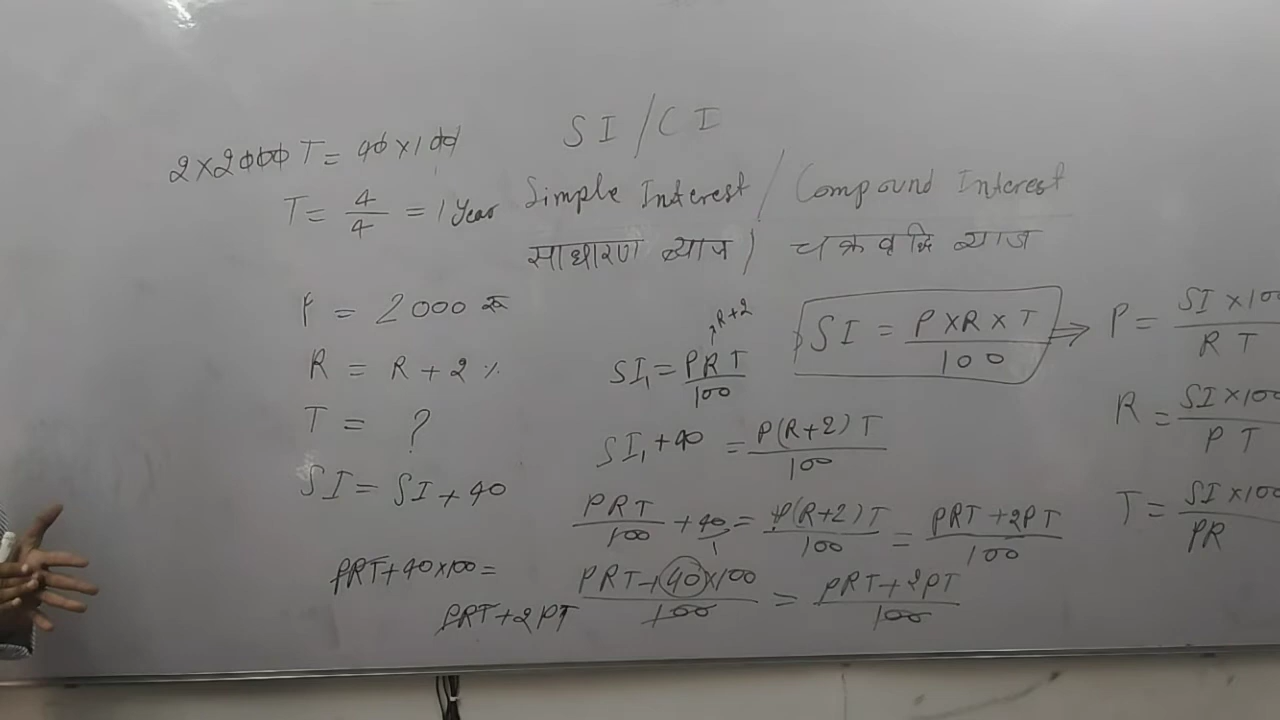 SI / CI
2×2000 T = 40×100
T = 4/4 = 1 Year
Simple Interest / Compound Interest
साधारण ब्याज / चक्रवृद्धि ब्याज
P = 2000 रु
R = R + 2 %
T = ?
SI = SI + 40
R+2
SI₁ = PRT/100
SI₁ + 40 = P(R+2)T/100
PRT/100 + 40/1 = P(R+2)T/100 = PRT+2PT/100
PRT+40×100/100 = PRT+2PT/100
PRT+40×100 =
PRT+2PT
SI = P×R×T/100 ⇒ P = SI×100/RT
R = SI×100/PT
T = SI×100/PR